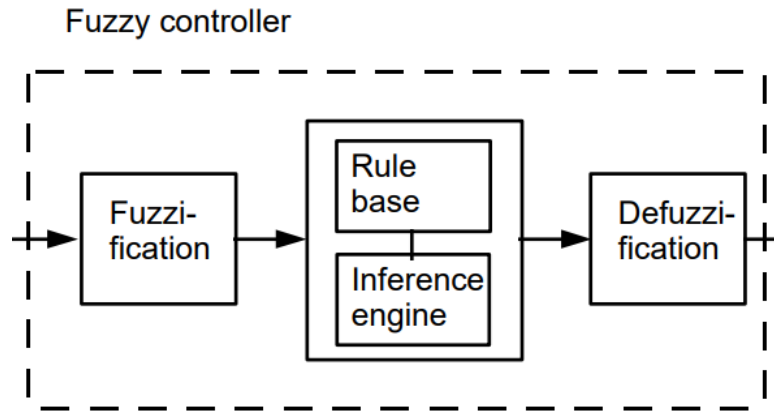 Fuzzy controller
Fuzzi-
fication
Rule
base
Inference
engine
Defuzzi-
fication